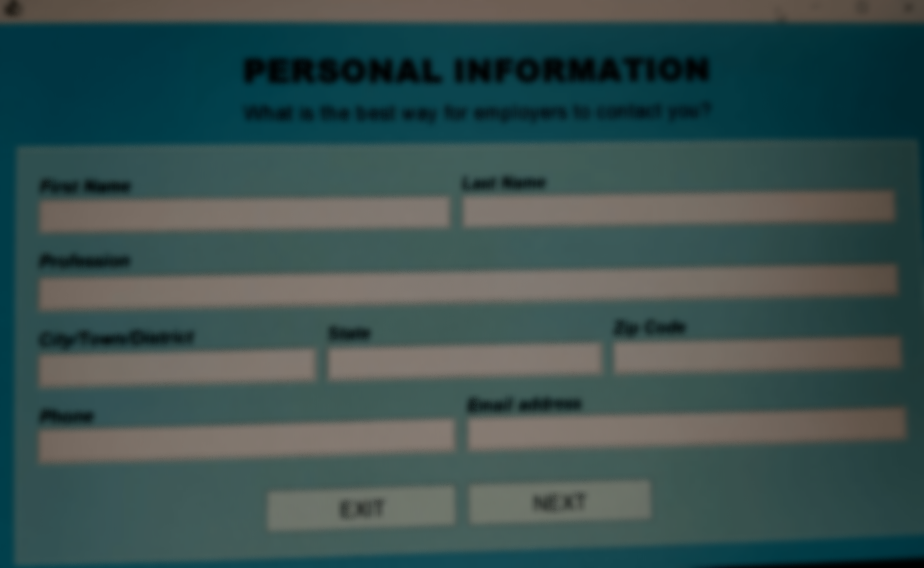 PERSONAL INFORMATION
What is the best way for employers to contact you?
First Name Last Name
Profession
City/Town/District State Zip Code
Phone Email address
EXIT NEXT